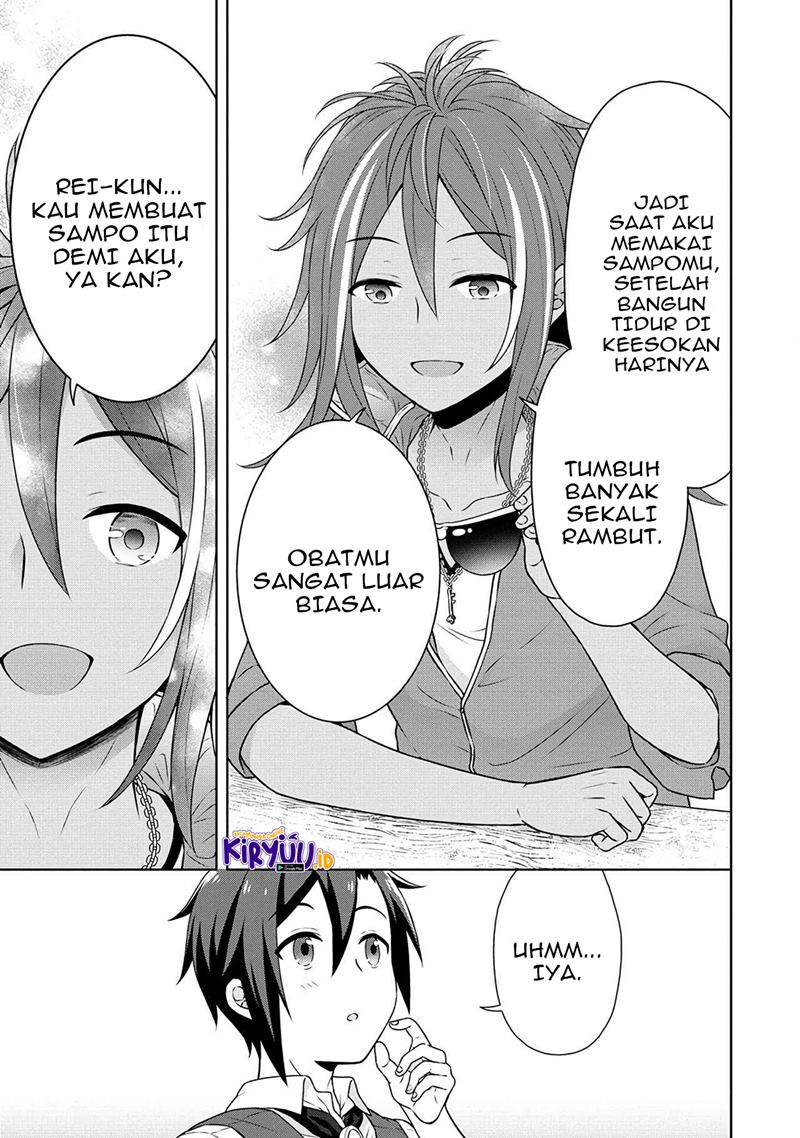 JADI
SAAT AKU
MEMAKAI
SAMPOMU,
SETELAH
BANGUN
TIDUR DI
KEESOKAN
HARINYA
TUMBUH
BANYAK
SEKALI
RAMBUT.
OBATMU
SANGAT LUAR
BIASA.
REI-KUN...
KAU MEMBUAT
SAMPO ITU
DEMI AKU,
YA KAN?
KIRYUU.ID
UHMM...
IYA.